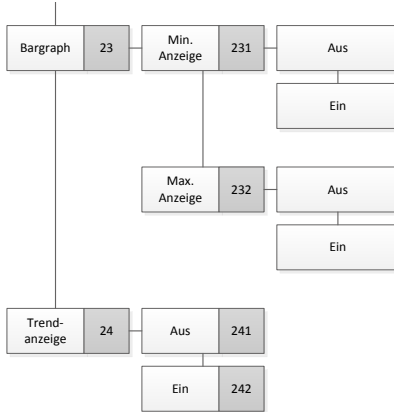 Bargraph 23 Min. Anzeige 231 Aus
Ein
Max. Anzeige 232 Aus
Ein
Trend-
anzeige 24 Aus 241
Ein 242